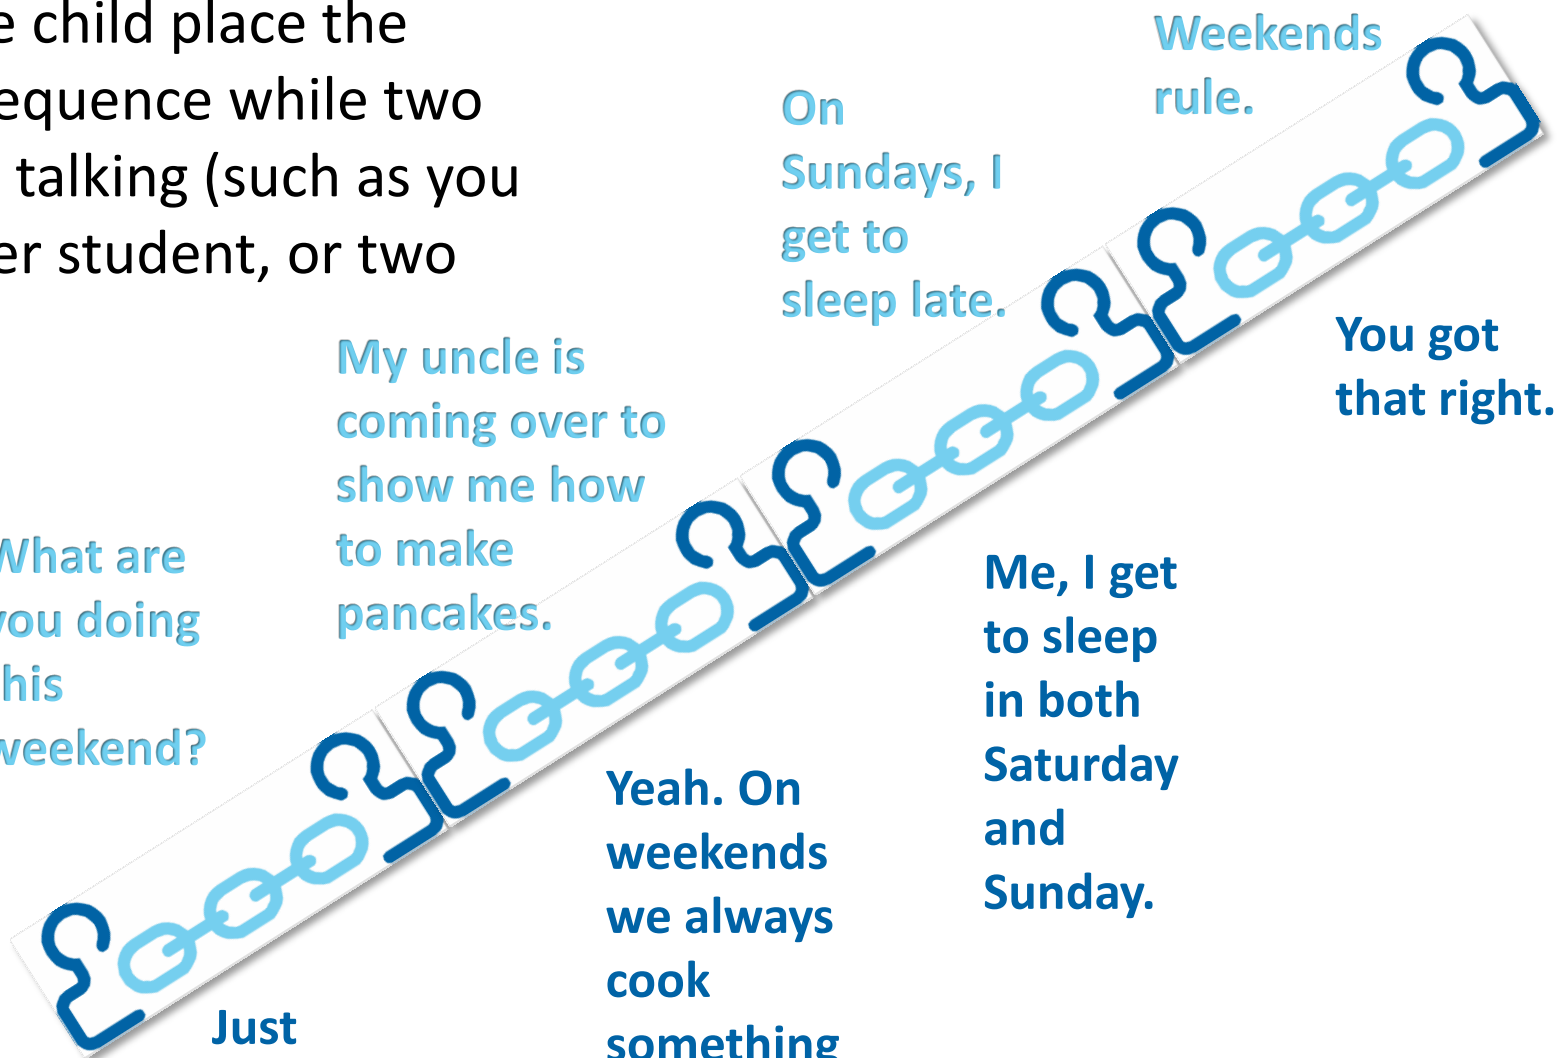 e child place the
equence while two
talking (such as you
er student, or two
Weekends
rule.
On
Sundays, I
get to
sleep late.
You got
that right.
My uncle is
coming over to
show me how
to make
pancakes.
What are
you doing
this
weekend?
Me, I get
to sleep
in both
Saturday
and
Sunday.
Yeah. On
weekends
we always
cook
something
Just